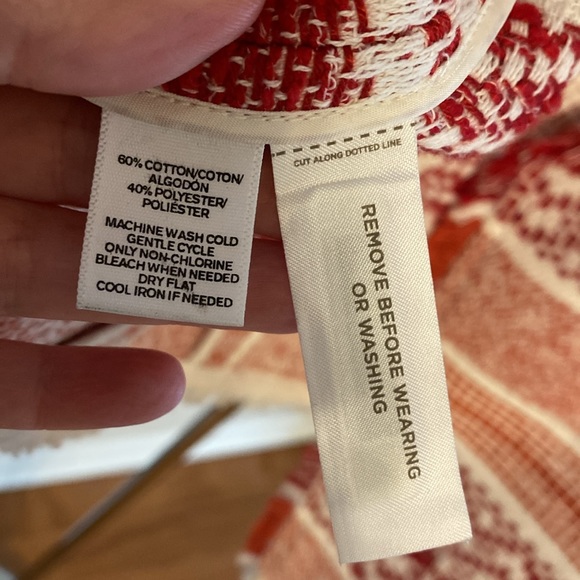 60% COTTON/COTON/
ALGODÓN
40% POLYESTER/
POLIÉSTER
MACHINE WASH COLD
GENTLE CYCLE
ONLY NON-CHLORINE
BLEACH WHEN NEEDED
DRY FLAT
COOL IRON IF NEEDED
CUT ALONG DOTTED LINE
REMOVE BEFORE WEARING
OR WASHING